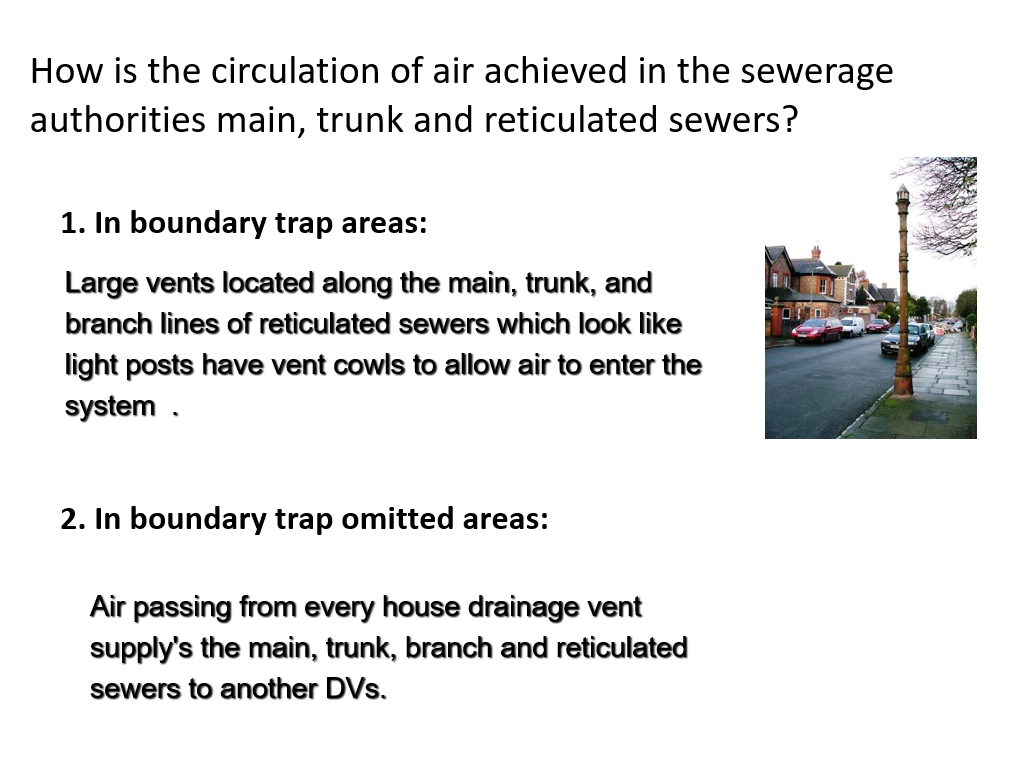 How is the circulation of air achieved in the sewerage
authorities main, trunk and reticulated sewers?
1. In boundary trap areas:
Large vents located along the main, trunk, and
branch lines of reticulated sewers which look like
light posts have vent cowls to allow air to enter the
system .
2. In boundary trap omitted areas:
Air passing from every house drainage vent
supply's the main, trunk, branch and reticulated
sewers to another DVs.